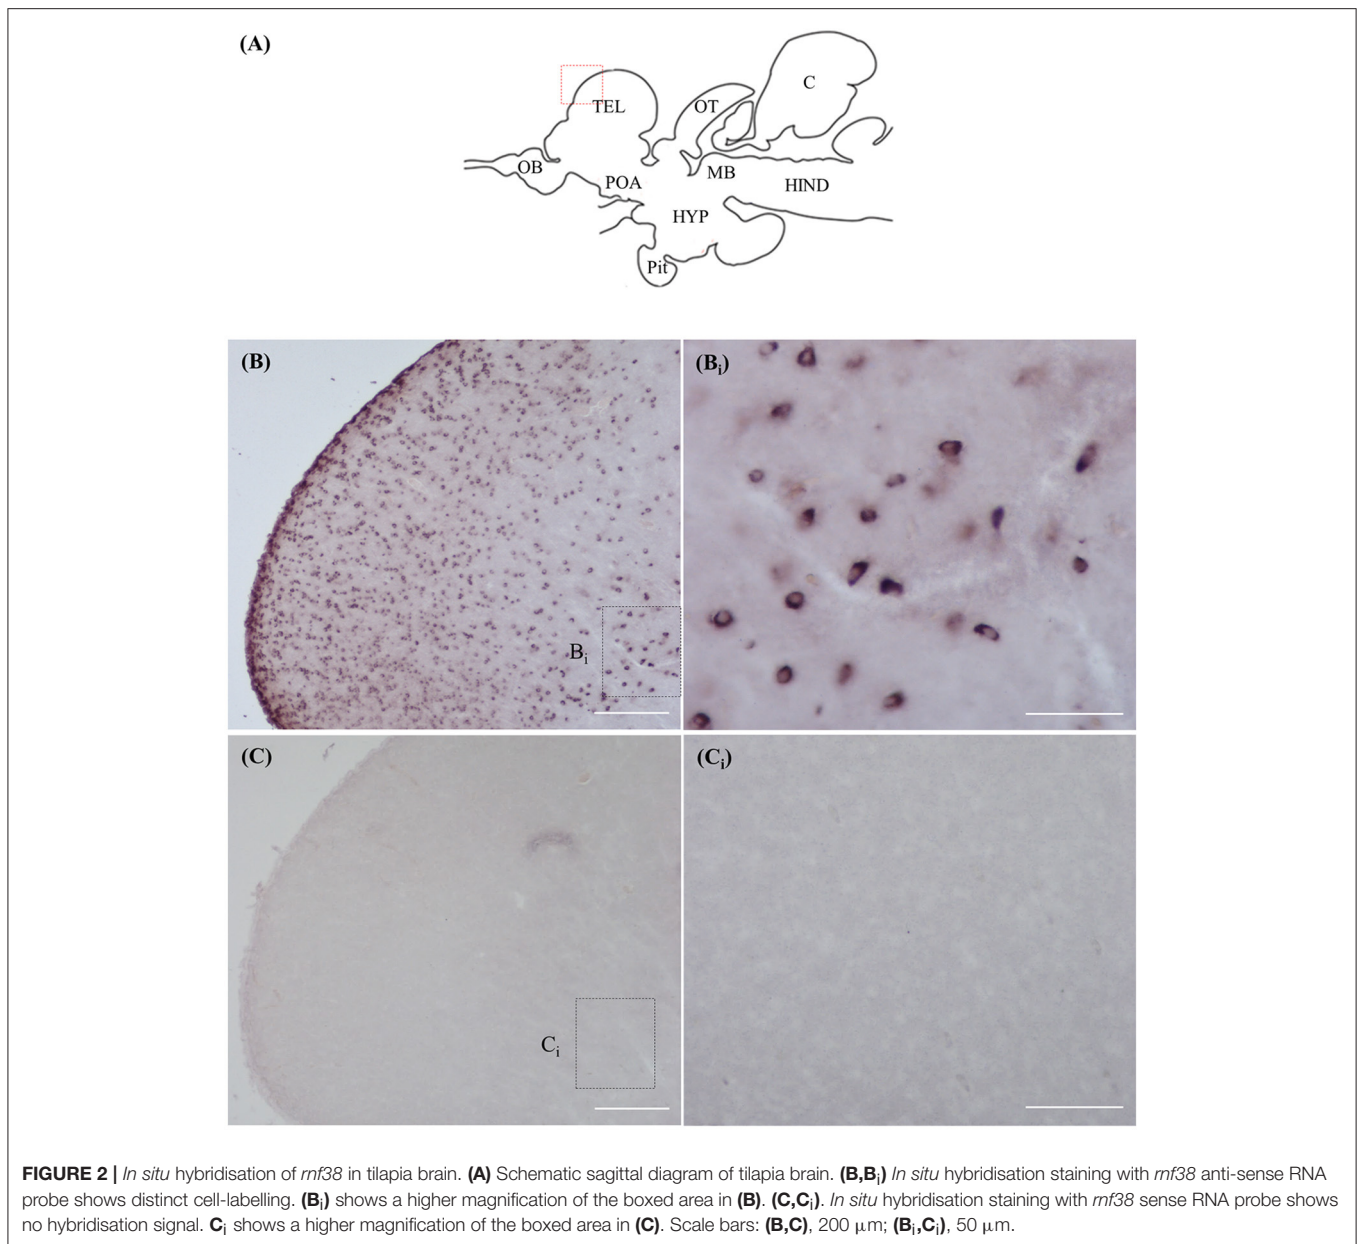 (A)
C
TEL
OT
OB
MB
POA
HIND
HYP
Pit
(B)
(Bi)
Bi
(C)
(Ci)
Ci
FIGURE 2 | In situ hybridisation of rnf38 in tilapia brain. (A) Schematic sagittal diagram of tilapia brain. (B,Bi) In situ hybridisation staining with rnf38 anti-sense RNA
probe shows distinct cell-labelling. (Bi) shows a higher magnification of the boxed area in (B). (C,Ci). In situ hybridisation staining with rnf38 sense RNA probe shows
no hybridisation signal. Ci shows a higher magnification of the boxed area in (C). Scale bars: (B,C), 200 μm; (Bi,Ci), 50 μm.